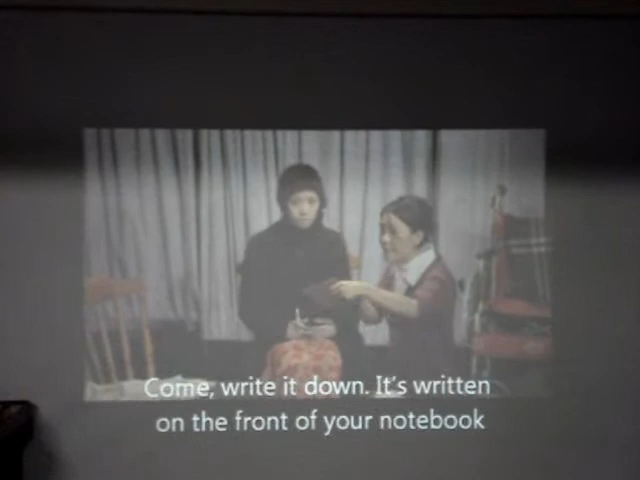 Come, write it down. It's written
on the front of your notebook